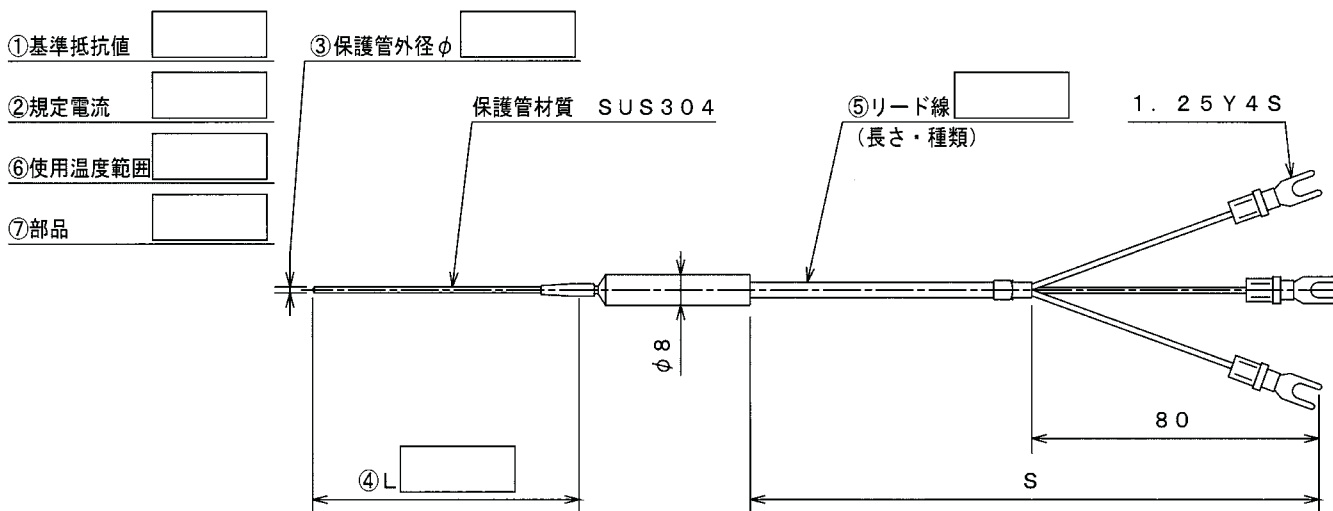 ①基準抵抗値
③保護管外径φ
②規定電流
保護管材質 SUS304
⑤リード線
(長さ・種類)
1. 25Y4S
⑥使用温度範囲
⑦部品
φ8
80
④L
S